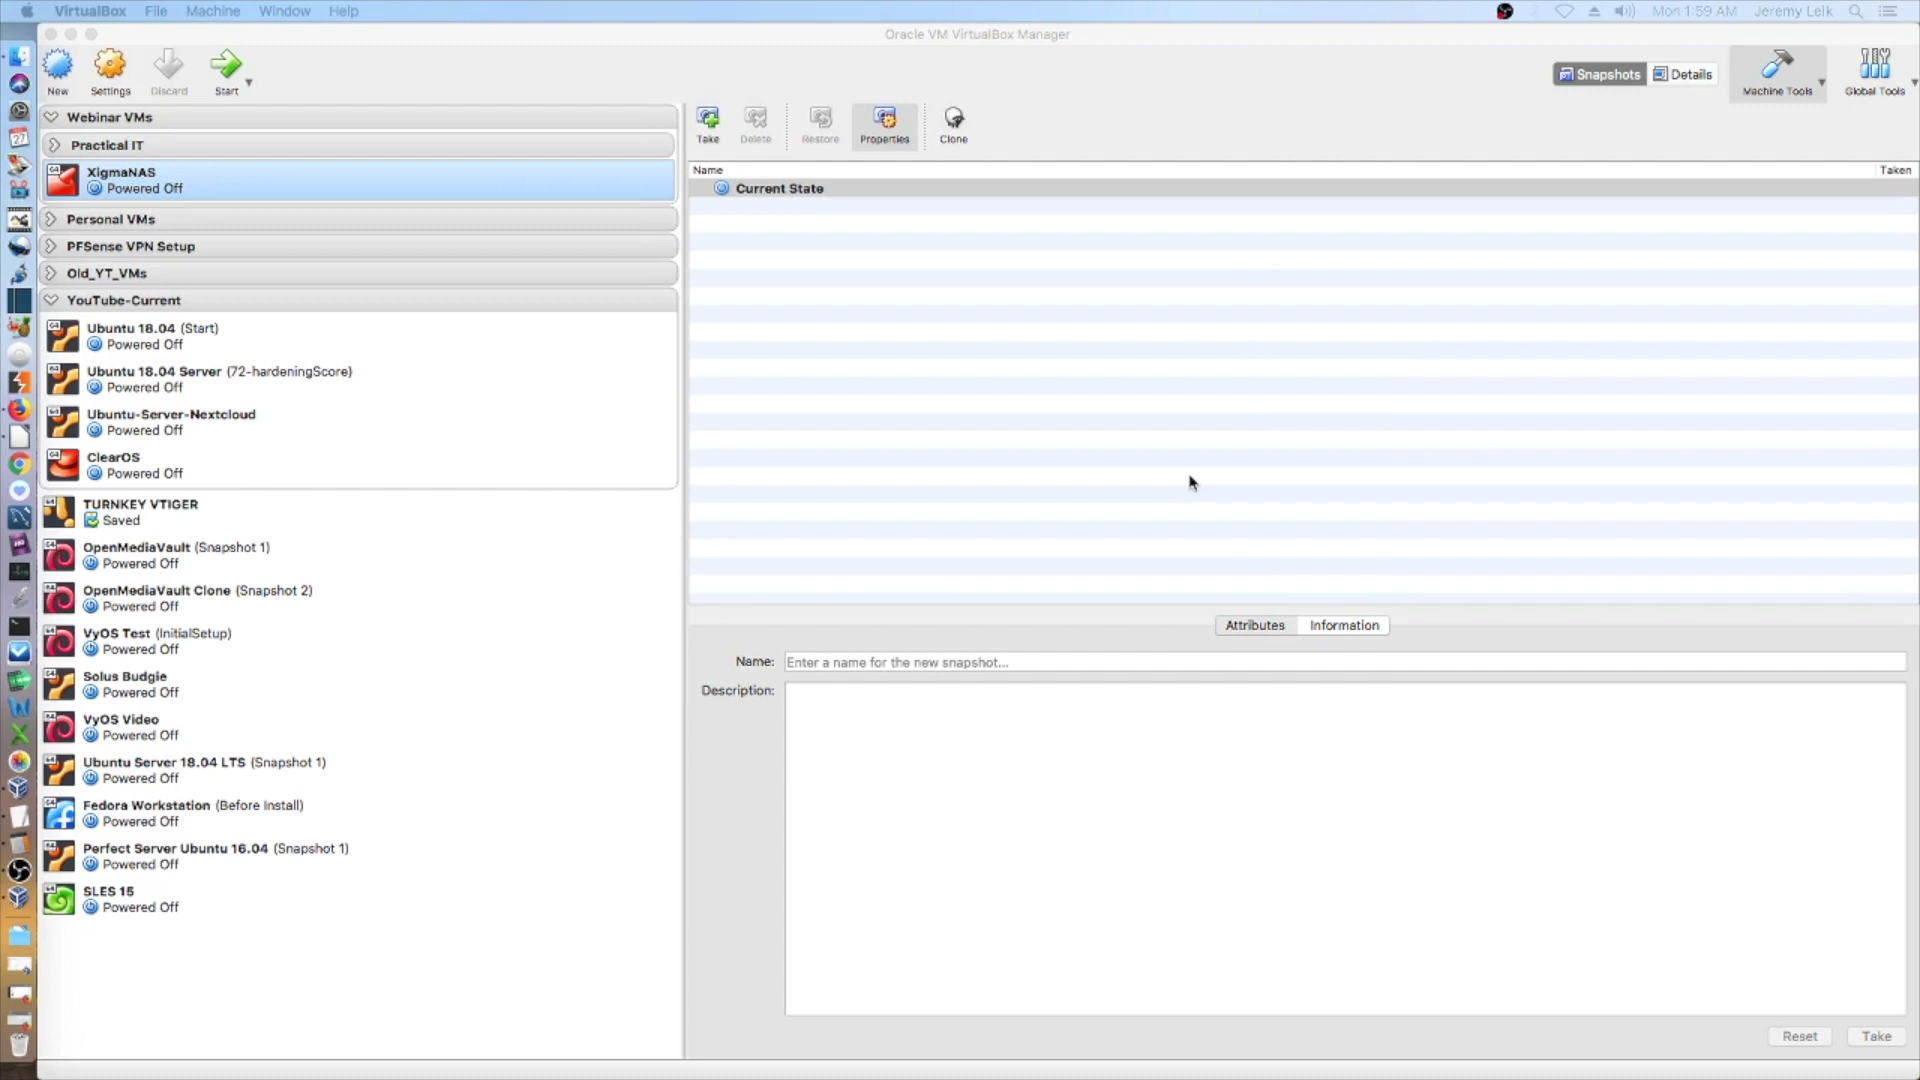 VirtualBox File Machine Window Help Mon 1:59 AM Jeremy Lelk
Oracle VM VirtualBox Manager
New Settings Discard Start
Snapshots Details Machine Tools Global Tools
Webinar VMs
Practical IT
XigmaNAS
Powered Off
Personal VMs
PFSense VPN Setup
Old_YT_VMs
YouTube-Current
Ubuntu 18.04 (Start)
Powered Off
Ubuntu 18.04 Server (72-hardeningScore)
Powered Off
Ubuntu-Server-Nextcloud
Powered Off
ClearOS
Powered Off
TURNKEY VTIGER
Saved
OpenMediaVault (Snapshot 1)
Powered Off
OpenMediaVault Clone (Snapshot 2)
Powered Off
VyOS Test (InitialSetup)
Powered Off
Solus Budgie
Powered Off
VyOS Video
Powered Off
Ubuntu Server 18.04 LTS (Snapshot 1)
Powered Off
Fedora Workstation (Before Install)
Powered Off
Perfect Server Ubuntu 16.04 (Snapshot 1)
Powered Off
SLES 15
Powered Off
Take Delete Restore Properties Clone
Name Taken
Current State
Attributes Information
Name: Enter a name for the new snapshot...
Description:
Reset Take